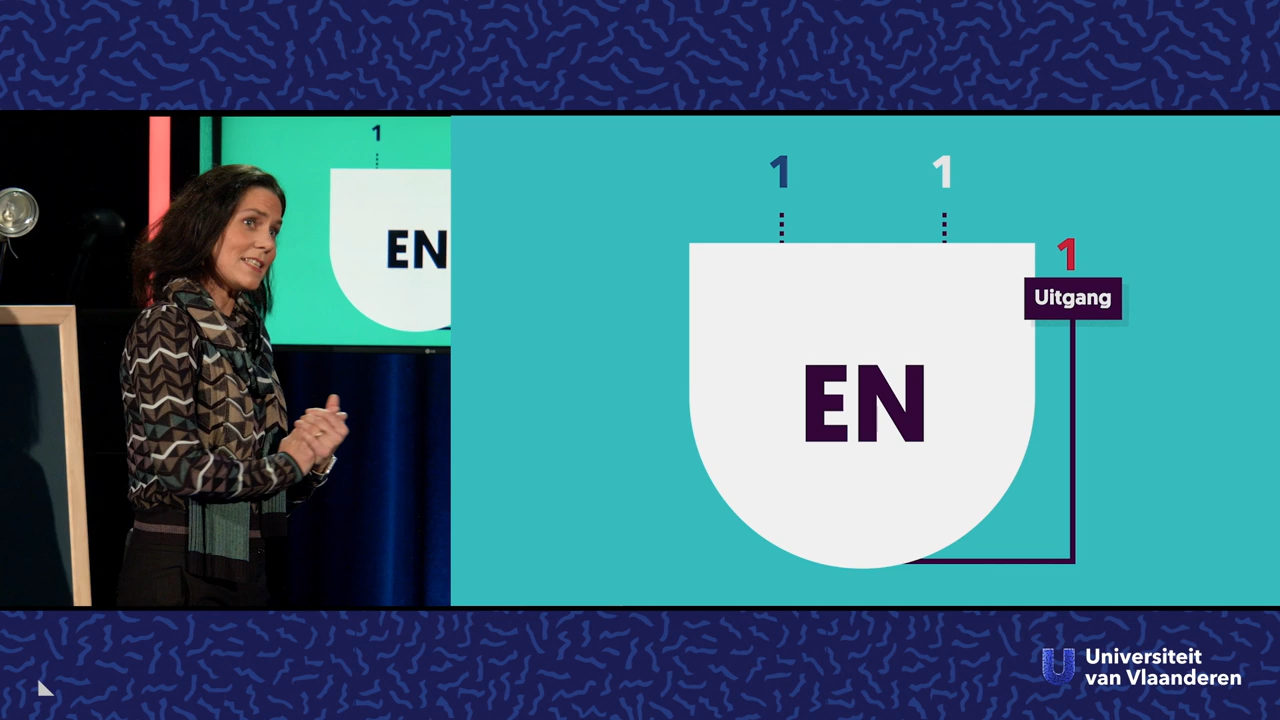 1
EN
1 1
1
Uitgang
EN
Universiteit
van Vlaanderen